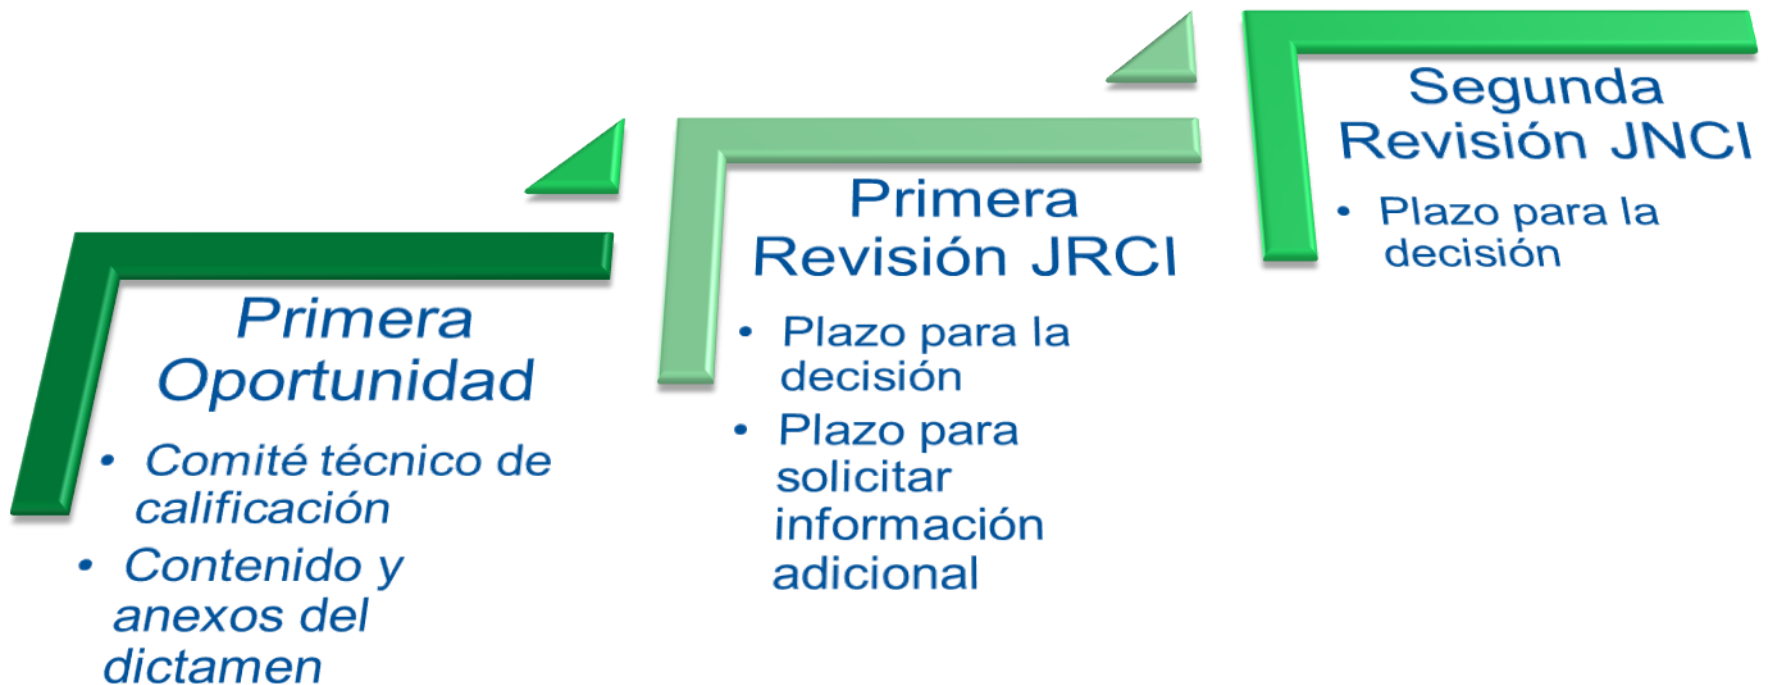 Primera
Oportunidad
• Comité técnico de
calificación
• Contenido y
anexos del
dictamen
Primera
Revisión JRCI
• Plazo para la
decisión
• Plazo para
solicitar
información
adicional
Segunda
Revisión JNCI
• Plazo para la
decisión